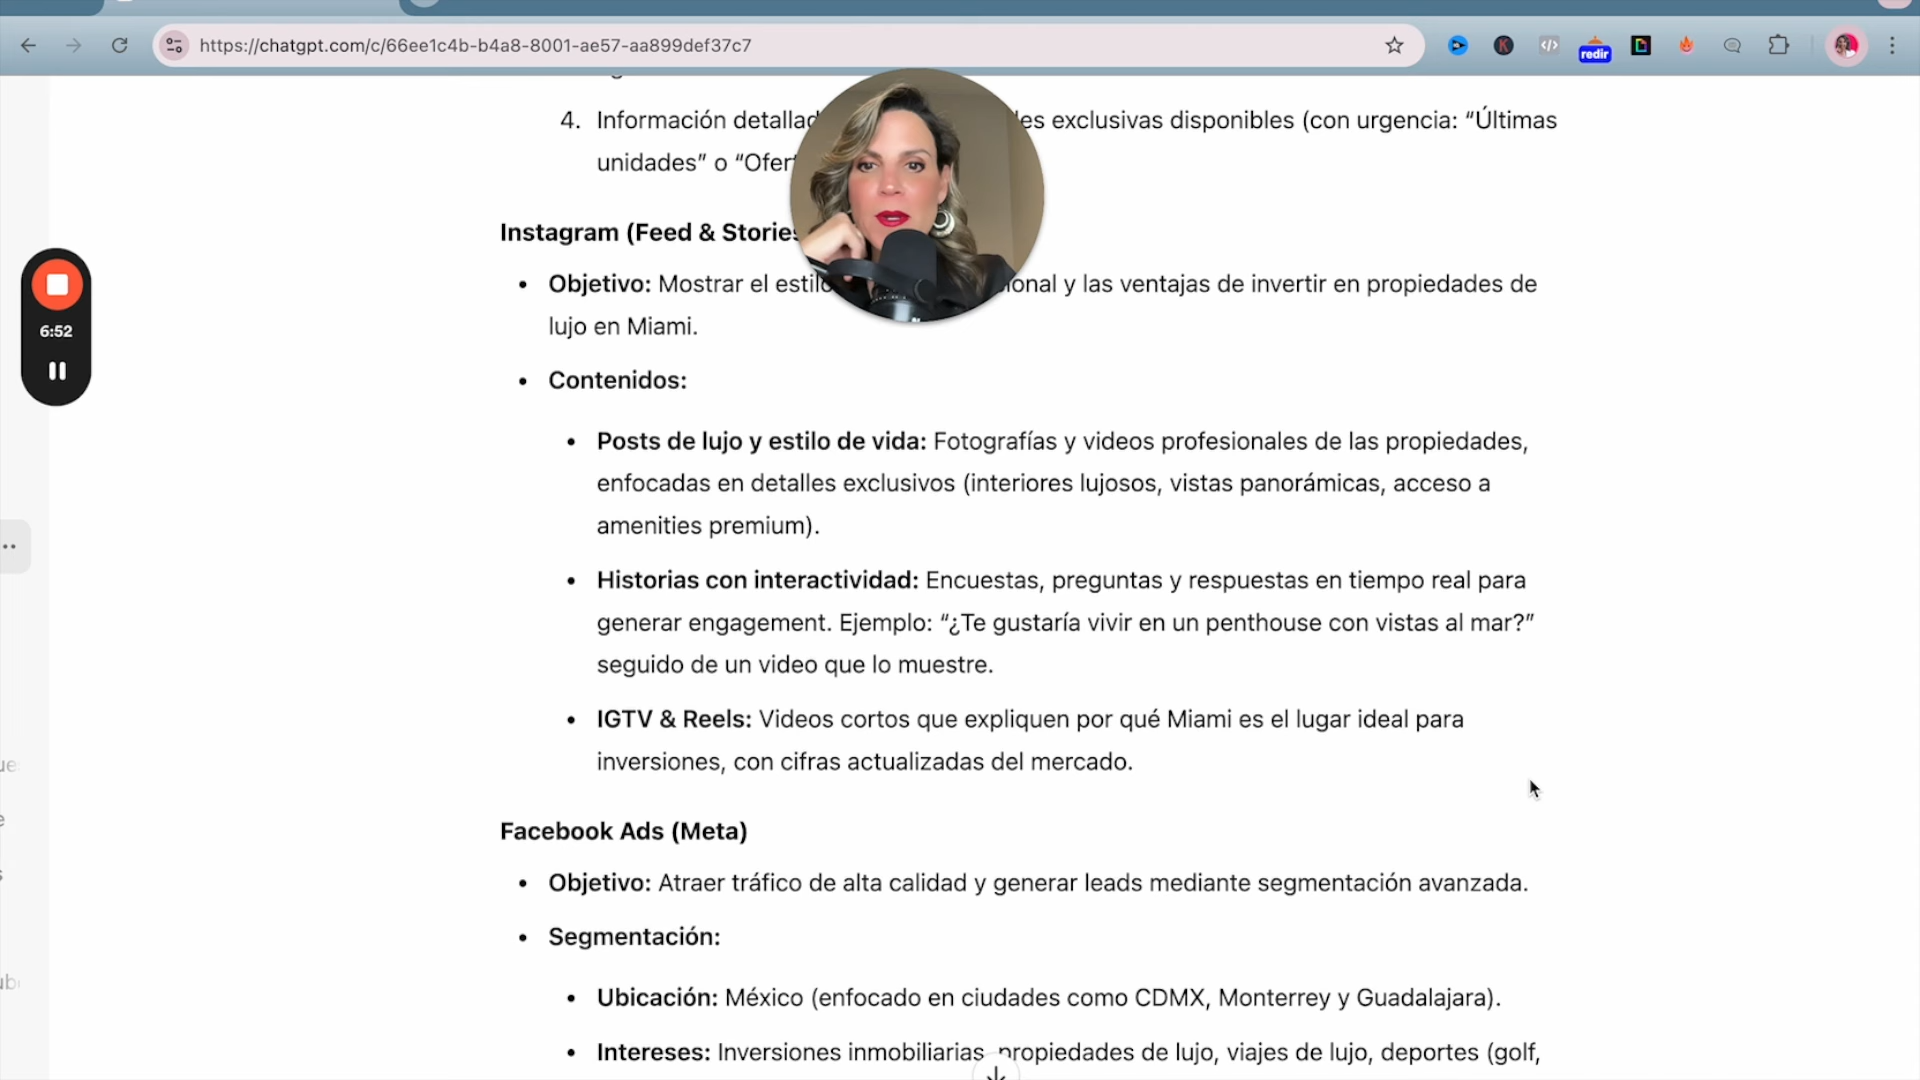 https://chatgpt.com/c/66ee1c4b-b4a8-8001-ae57-aa899def37c7
redir
4. Información es exclusivas disponibles (con urgencia: “Últimas
unidades” o
Instagram (Feed & Stories
6:52
• Objetivo: Mostrar el y las ventajas de invertir en propiedades de
lujo en Miami.
• Contenidos:
• Posts de lujo y estilo de vida: Fotografías y videos profesionales de las propiedades,
enfocadas en detalles exclusivos (interiores lujosos, vistas panorámicas, acceso a
amenities premium).
• Historias con interactividad: Encuestas, preguntas y respuestas en tiempo real para
generar engagement. Ejemplo: “¿Te gustaría vivir en un penthouse con vistas al mar?”
seguido de un video que lo muestre.
• IGTV & Reels: Videos cortos que expliquen por qué Miami es el lugar ideal para
inversiones, con cifras actualizadas del mercado.
Facebook Ads (Meta)
• Objetivo: Atraer tráfico de alta calidad y generar leads mediante segmentación avanzada.
• Segmentación:
• Ubicación: México (enfocado en ciudades como CDMX, Monterrey y Guadalajara).
• Intereses: Inversiones inmobiliarias, propiedades de lujo, viajes de lujo, deportes (golf,